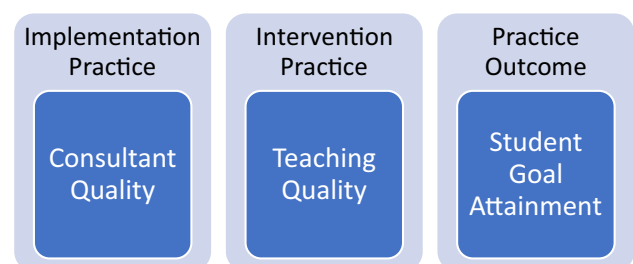 Implementation
Practice
Consultant
Quality
Intervention
Practice
Teaching
Quality
Practice
Outcome
Student
Goal
Attainment